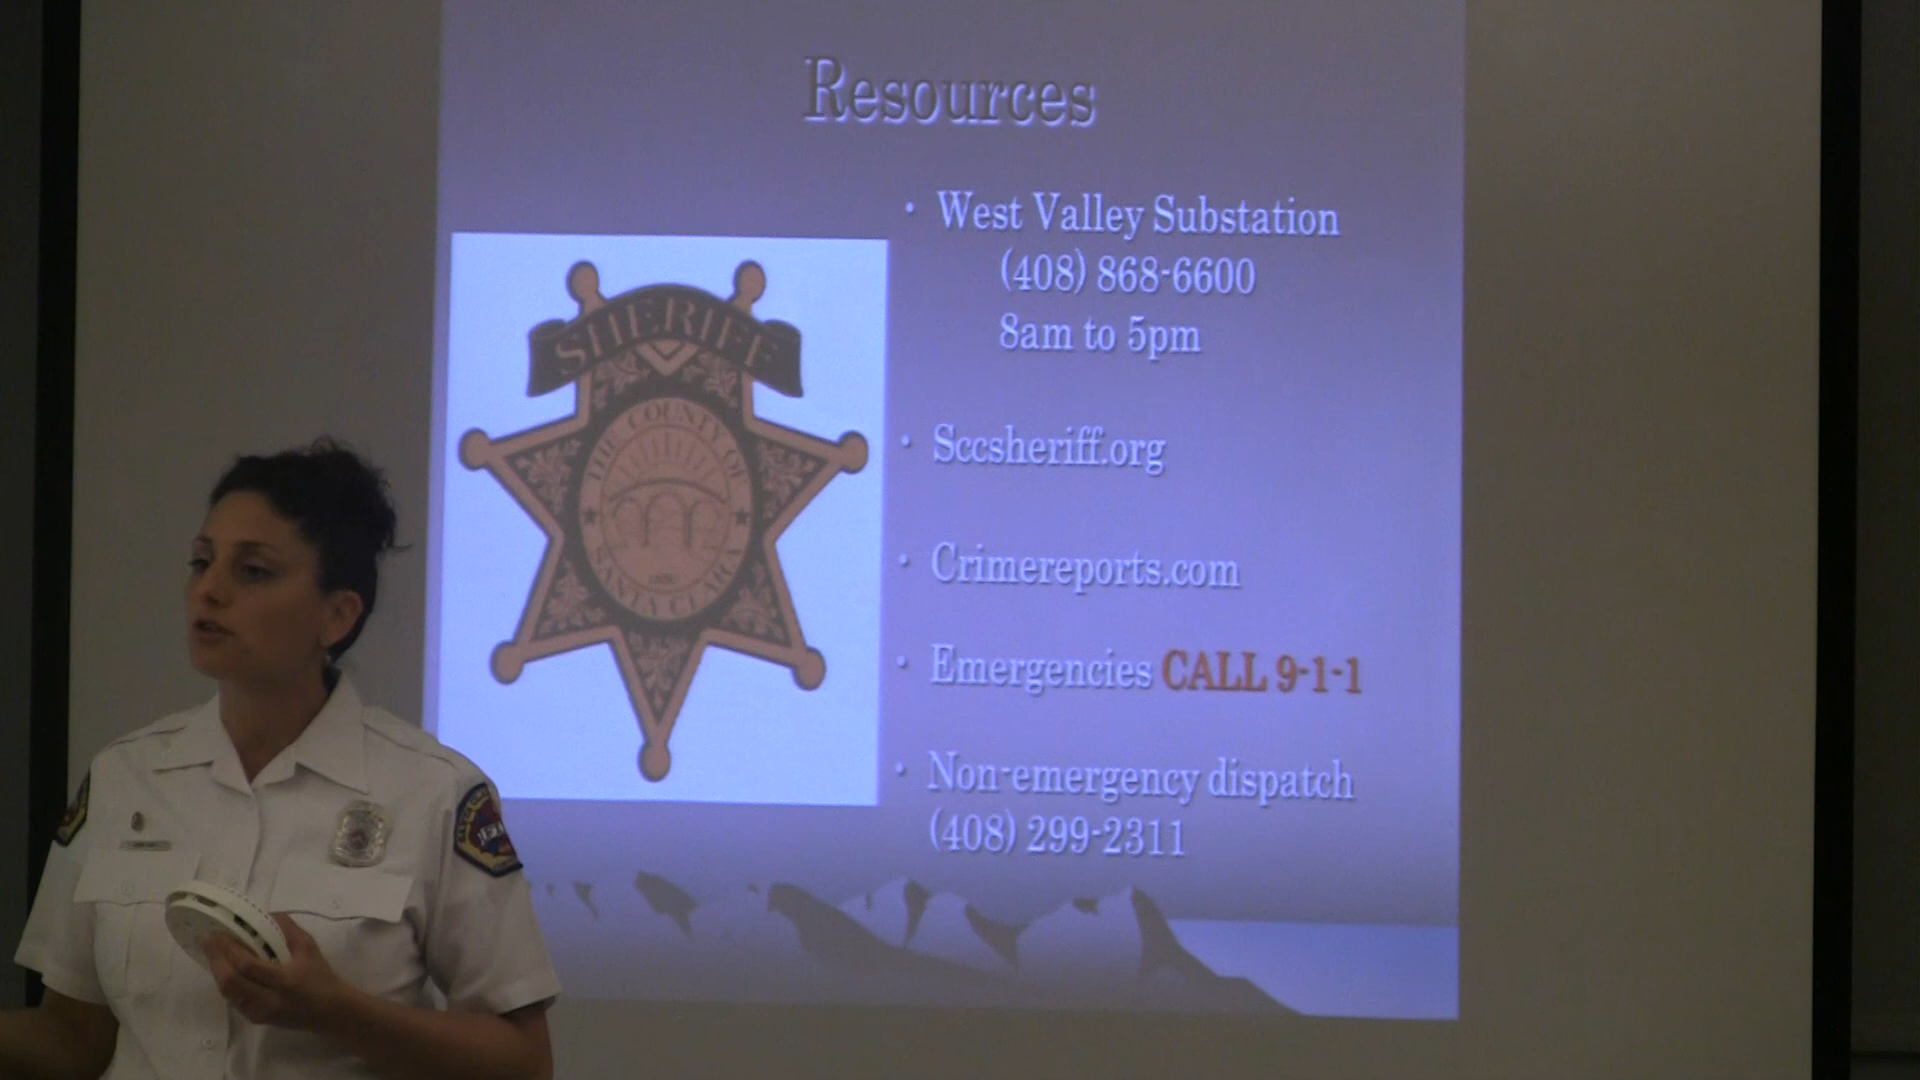 Resources
• West Valley Substation
(408) 868-6600
8am to 5pm
• Sccsheriff.org
• Crimereports.com
• Emergencies CALL 9-1-1
• Non-emergency dispatch
(408) 299-2311
SHERIFF
THE COUNTY OF
SANTA CLARA